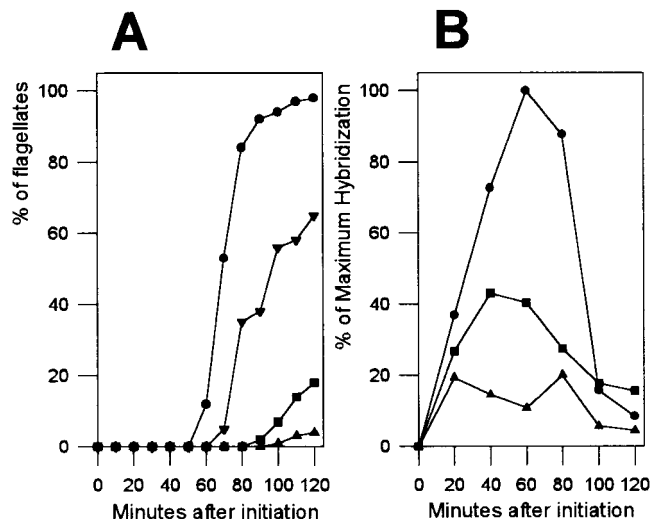 A
B
% of flagellates
100
80
60
40
20
0
0 20 40 60 80 100 120
Minutes after initiation
% of Maximum Hybridization
100
80
60
40
20
0
0 20 40 60 80 100 120
Minutes after initiation